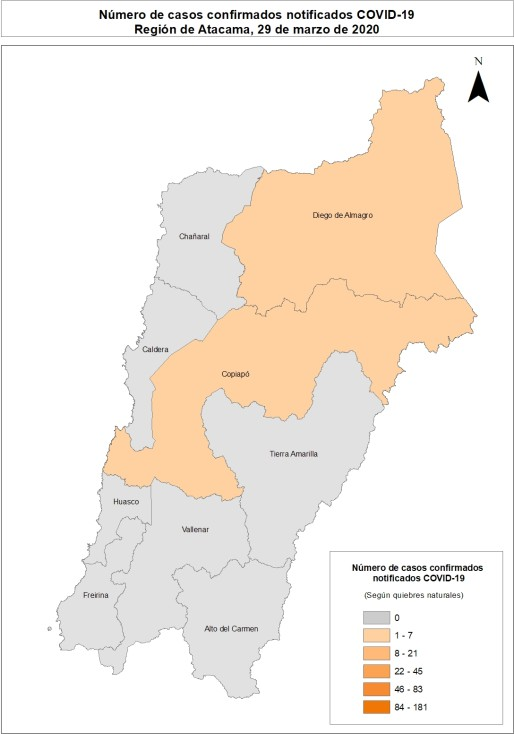 Número de casos confirmados notificados COVID-19
Región de Atacama, 29 de marzo de 2020
N
Diego de Almagro
Chañaral
Caldera
Copiapó
Tierra Amarilla
Huasco
Vallenar
Freirina
Alto del Carmen
Número de casos confirmados
notificados COVID-19
(Según quiebres naturales)
0
1 - 7
8 - 21
22 - 45
46 - 83
84 - 181